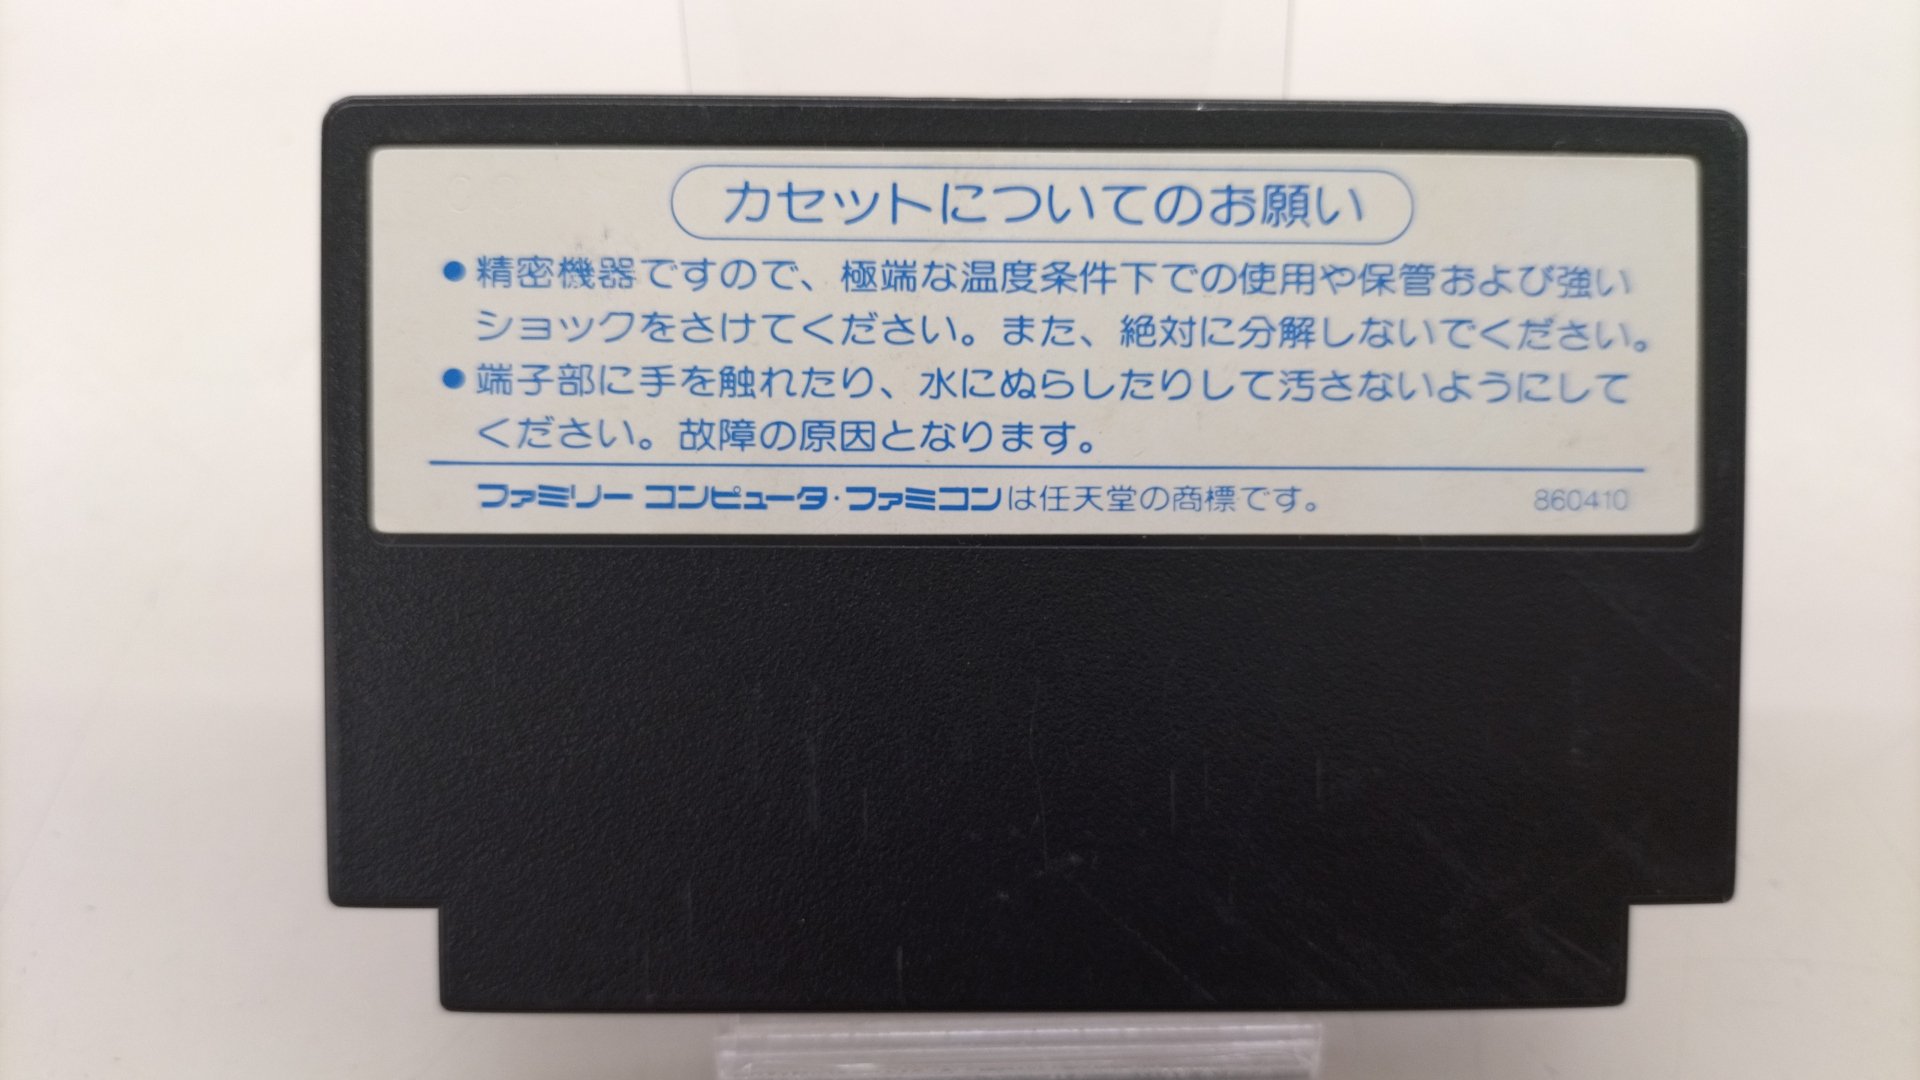 カセットについてのお願い
●精密機器ですので、極端な温度条件下での使用や保管および強い
ショックをさけてください。また、絶対に分解しないでください。
●端子部に手を触れたり、水にぬらしたりして汚さないようにして
ください。故障の原因となります。
ファミリー コンピュータ・ファミコンは任天堂の商標です。 860410